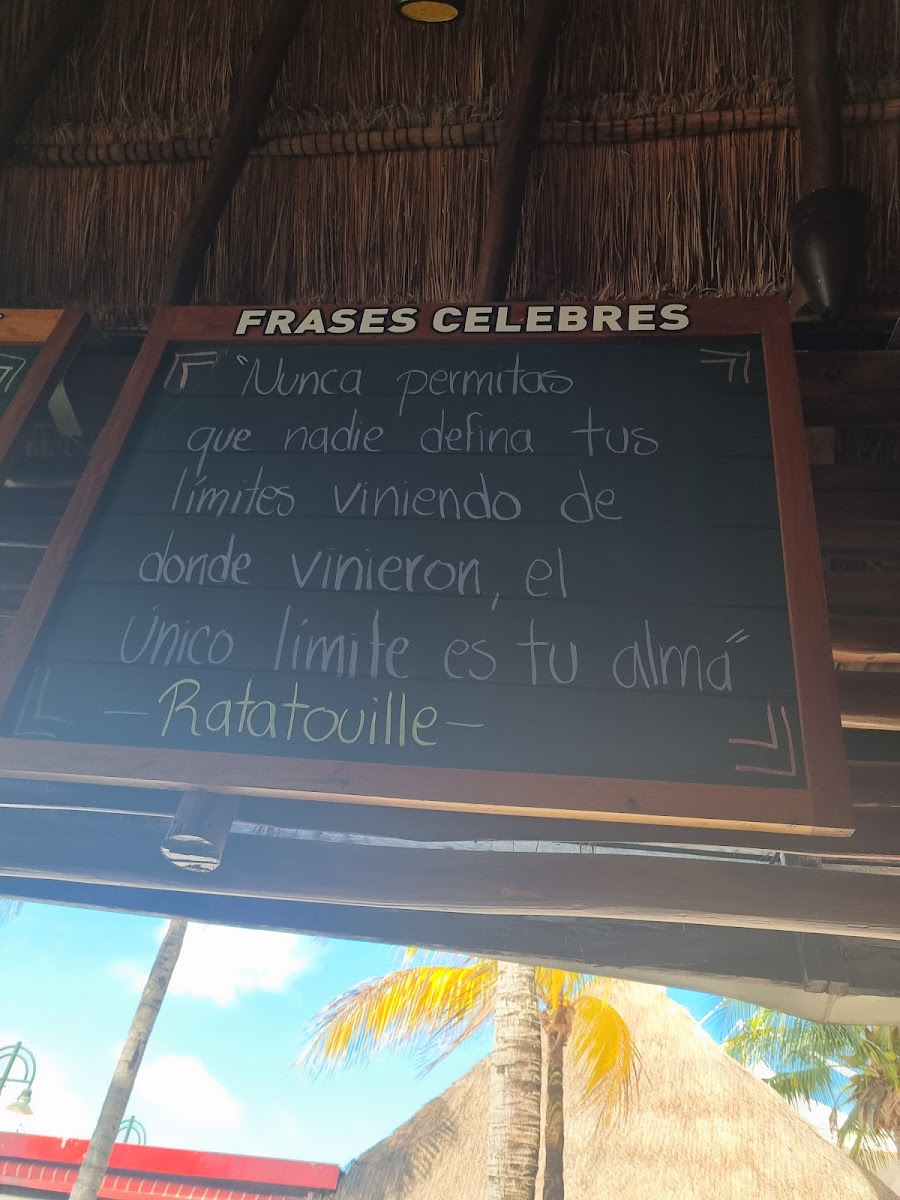 FRASES CELEBRES
"Nunca permitas
que nadie defina tus
límites viniendo de
donde vinieron, el
Único límite es tu alma"
- Ratatouille -